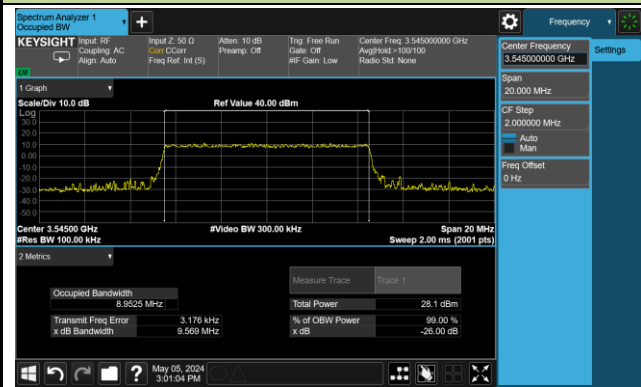 Spectrum Analyzer 1
Occupied BW
Frequency
KEYSIGHT
Input: RF
Coupling: AC
Align: Auto
Input Z: 50 Ω
Corr CCorr
Freq Ref: Int (S)
Atten: 10 dB
Preamp: Off
Trig: Free Run
Gate: Off
#IF Gain: Low
Center Freq: 3.545000000 GHz
Avg|Hold:>100/100
Radio Std: None
LW
Center Frequency
3.545000000 GHz
Settings
Span
20.000 MHz
CF Step
2.000000 MHz
Auto
Man
Freq Offset
0 Hz
1 Graph
Scale/Div 10.0 dB
Ref Value 40.00 dBm
Log
30.0
20.0
10.0
0.00
-10.0
-20.0
-30.0
-40.0
-50.0
Center 3.54500 GHz
#Video BW 300.00 kHz
Span 20 MHz
#Res BW 100.00 kHz
Sweep 2.00 ms (2001 pts)
2 Metrics
Measure Trace
Trace 1
Occupied Bandwidth
8.9525 MHz
Total Power
28.1 dBm
Transmit Freq Error
3.176 kHz
% of OBW Power
99.00 %
x dB Bandwidth
9.569 MHz
x dB
-26.00 dB
May 05, 2024
3:01:04 PM